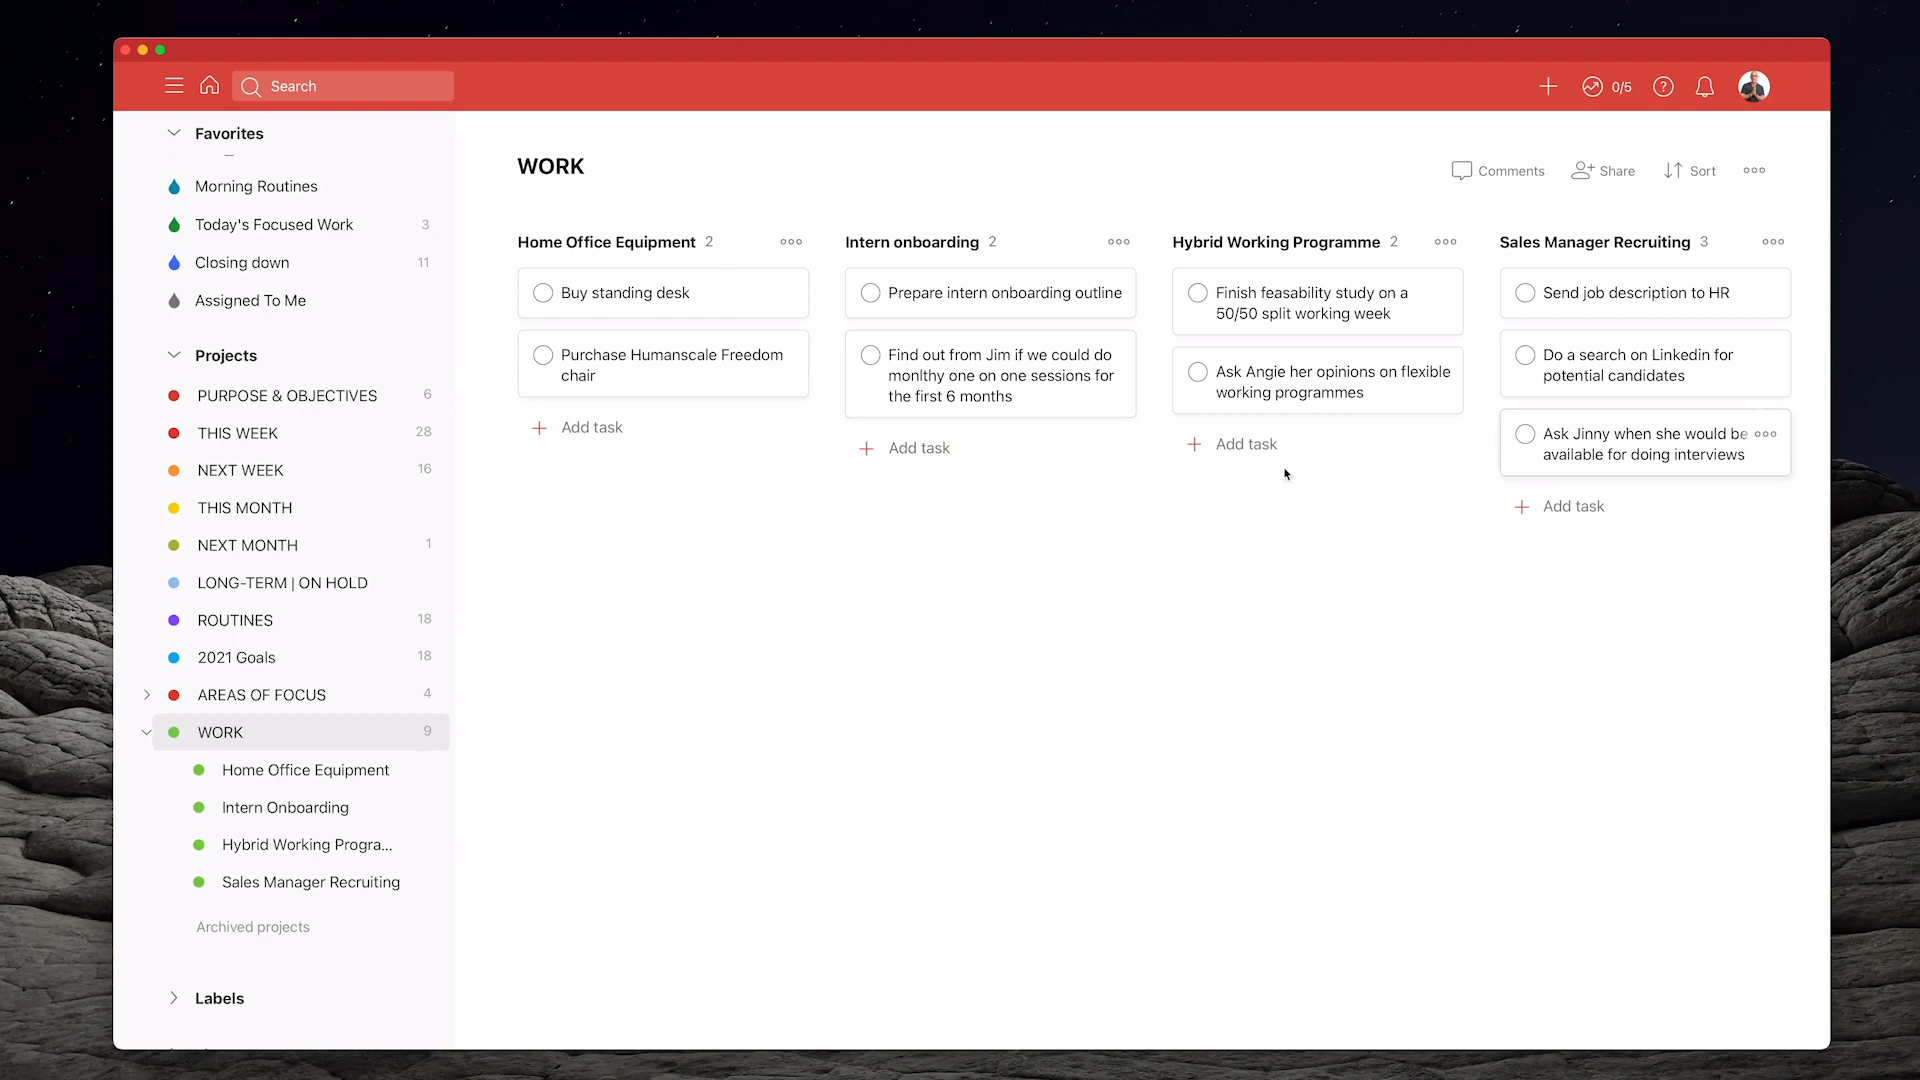 Search
0/5
Favorites
Morning Routines
Today's Focused Work 3
Closing down 11
Assigned To Me
Projects
PURPOSE & OBJECTIVES 6
THIS WEEK 28
NEXT WEEK 16
THIS MONTH
NEXT MONTH 1
LONG-TERM | ON HOLD
ROUTINES 18
2021 Goals 18
AREAS OF FOCUS 4
WORK 9
Home Office Equipment
Intern Onboarding
Hybrid Working Progra...
Sales Manager Recruiting
Archived projects
Labels
WORK
Comments
Share
Sort
Home Office Equipment 2
Buy standing desk
Purchase Humanscale Freedom
chair
Add task
Intern onboarding 2
Prepare intern onboarding outline
Find out from Jim if we could do
monlthy one on one sessions for
the first 6 months
Add task
Hybrid Working Programme 2
Finish feasability study on a
50/50 split working week
Ask Angie her opinions on flexible
working programmes
Add task
Sales Manager Recruiting 3
Send job description to HR
Do a search on Linkedin for
potential candidates
Ask Jinny when she would be
available for doing interviews
Add task